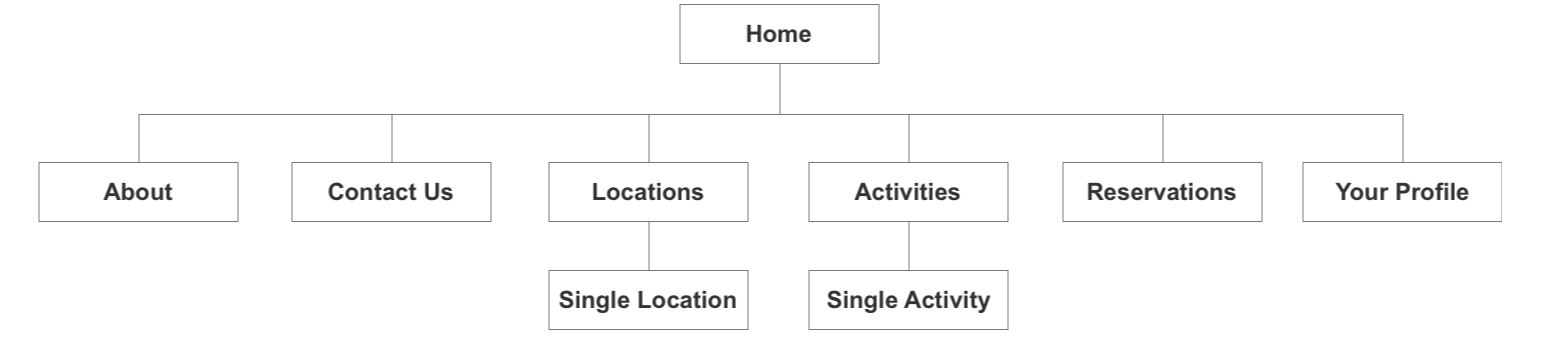 Home
About
Contact Us
Locations
Activities
Reservations
Your Profile
Single Location
Single Activity